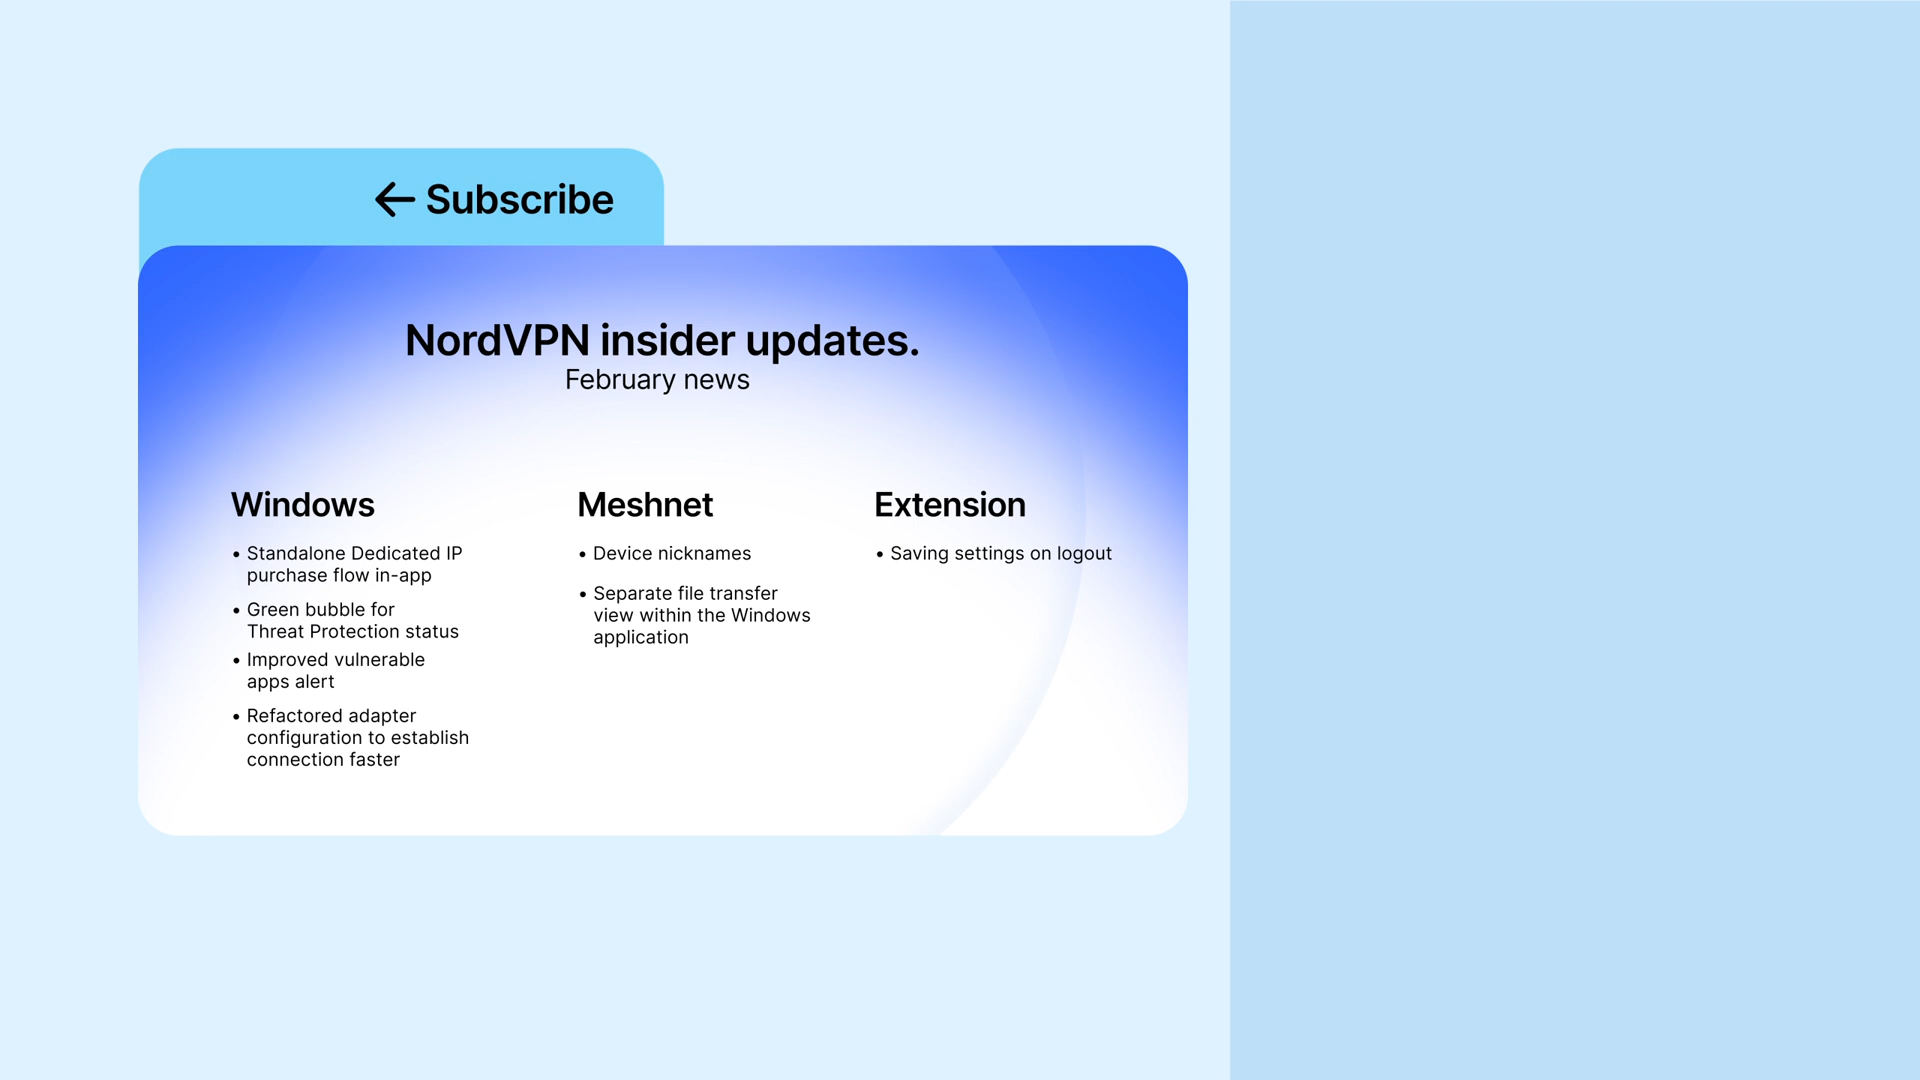 ← Subscribe
NordVPN insider updates.
February news
Windows
• Standalone Dedicated IP
purchase flow in-app
• Green bubble for
Threat Protection status
• Improved vulnerable
apps alert
• Refactored adapter
configuration to establish
connection faster
Meshnet
• Device nicknames
• Separate file transfer
view within the Windows
application
Extension
• Saving settings on logout